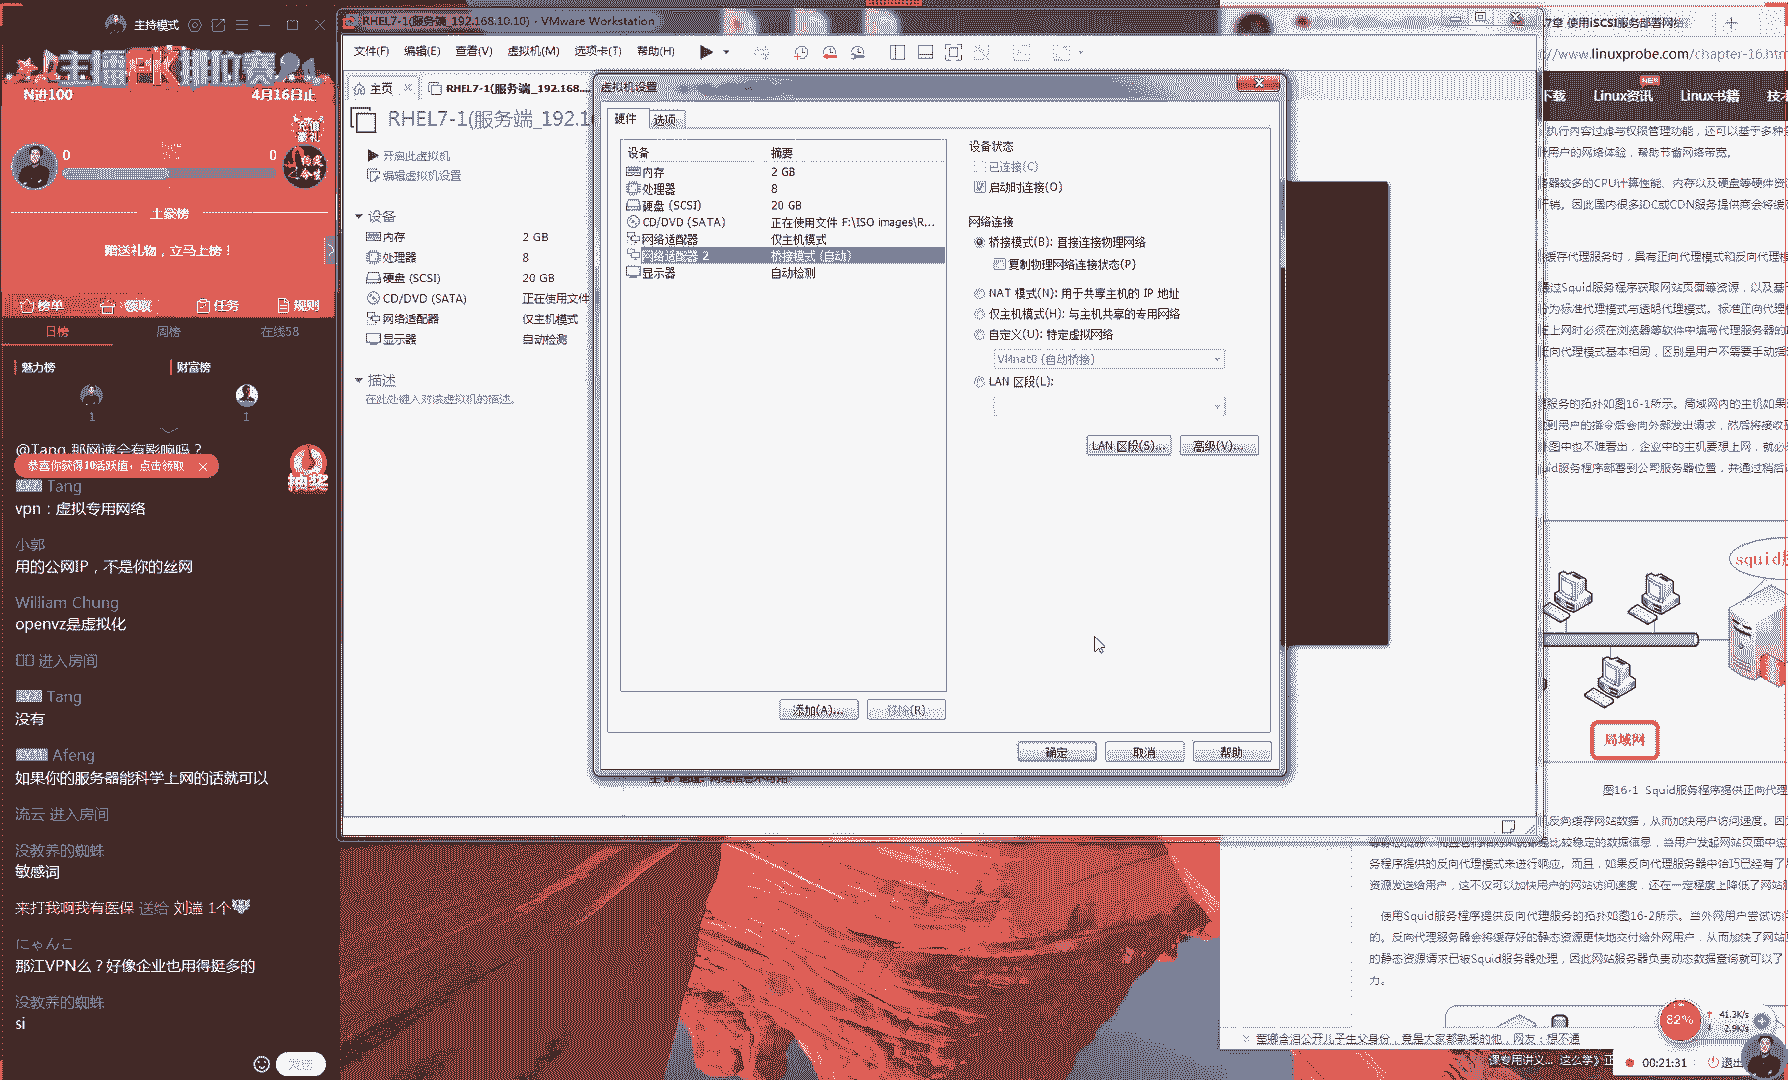 主持模式
主播PK排位赛
N进100
4月16日止
充值豪礼
0
0
土豪榜
赠送礼物，立马上榜！
榜单
领取
任务
规则
日榜
周榜
在线58
魅力榜
财富榜
1
1
@Tang 那网速会有影响吗？
恭喜你获得10活跃值，点击领取
抽奖
Tang
vpn：虚拟专用网络
小郭
用的公网IP，不是你的丝网
William Chung
openvz是虚拟化
进入房间
Tang
没有
Afeng
如果你的服务器能科学上网的话就可以
流云 进入房间
没教养的蜘蛛
敏感词
来打我啊我有医保 送给 刘遄 1个
にゃんこ
那江VPN么？好像企业也用得挺多的
没教养的蜘蛛
si
发送
RHEL7-1(服务端_192.168.10.10) - VMware Workstation
文件(F) 编辑(E) 查看(V) 虚拟机(M) 选项卡(T) 帮助(H)
主页
RHEL7-1(服务端_192.168...
RHEL7-1(服务端_192.1
开启此虚拟机
编辑虚拟机设置
设备
内存 2 GB
处理器 8
硬盘 (SCSI) 20 GB
CD/DVD (SATA) 正在使用文件
网络适配器 仅主机模式
显示器 自动检测
描述
在此处键入对该虚拟机的描述。
虚拟机设置
硬件 选项
设备 摘要
内存 2 GB
处理器 8
硬盘 (SCSI) 20 GB
CD/DVD (SATA) 正在使用文件 F:\ISO images\R...
网络适配器 仅主机模式
网络适配器 2 桥接模式 (自动)
显示器 自动检测
添加(A)... 移除(R)
设备状态
已连接(C)
启动时连接(O)
网络连接
桥接模式(B): 直接连接物理网络
复制物理网络连接状态(P)
NAT 模式(N): 用于共享主机的 IP 地址
仅主机模式(H): 与主机共享的专用网络
自定义(U): 特定虚拟网络
VMnet0 (自动桥接)
LAN 区段(L):
LAN 区段(S)... 高级(V)...
确定 取消 帮助
7章 使用iSCSI服务部署网络
//www.linuxprobe.com/chapter-16.htm
下载 Linux资讯 Linux书籍 技术
NEW
执行内容过滤与权限管理功能，还可以基于多种
使用户的网络体验，帮助节省网络带宽。
器较多的CPU计算性能、内存以及硬盘等硬件资
销。因此国内很多IDC或CDN服务提供商会将缓
缓存代理服务时，具有正向代理模式和反向代理模
过Squid服务程序获取网站页面等资源，以及基
为标准代理模式与透明代理模式。标准正向代理
上网时必须在浏览器等软件中填写代理服务器的
正向代理模式基本相同，区别是用户不需要手动指
服务的拓扑如图16-1所示。局域网内的主机如果
到用户的指令后会向外部发出请求，然后将接收
图中也不难看出，企业中的主机要想上网，就必
uid服务程序部署到公司服务器位置，并通过稍后
squid
局域网
图16-1 Squid服务程序提供正向代理
反向缓存网站数据，从而加快用户访问速度。因
比较稳定的数据信息，当用户发起网站页面中这
务程序提供的反向代理模式来进行响应。而且，如果反向代理服务器中恰巧已经有了
资源发送给用户，这不仅可以加快用户的网站访问速度，还在一定程度上降低了网站
使用Squid服务程序提供反向代理服务的拓扑如图16-2所示。当外网用户尝试访
的。反向代理服务器会将缓存好的静态资源更快地交付给外网用户，从而加快了网站
的静态资源请求已被Squid服务器处理，因此网站服务器负责动态数据查询就可以了
力。
82%
41.3K/s
2.9K/s
00:21:31
退出